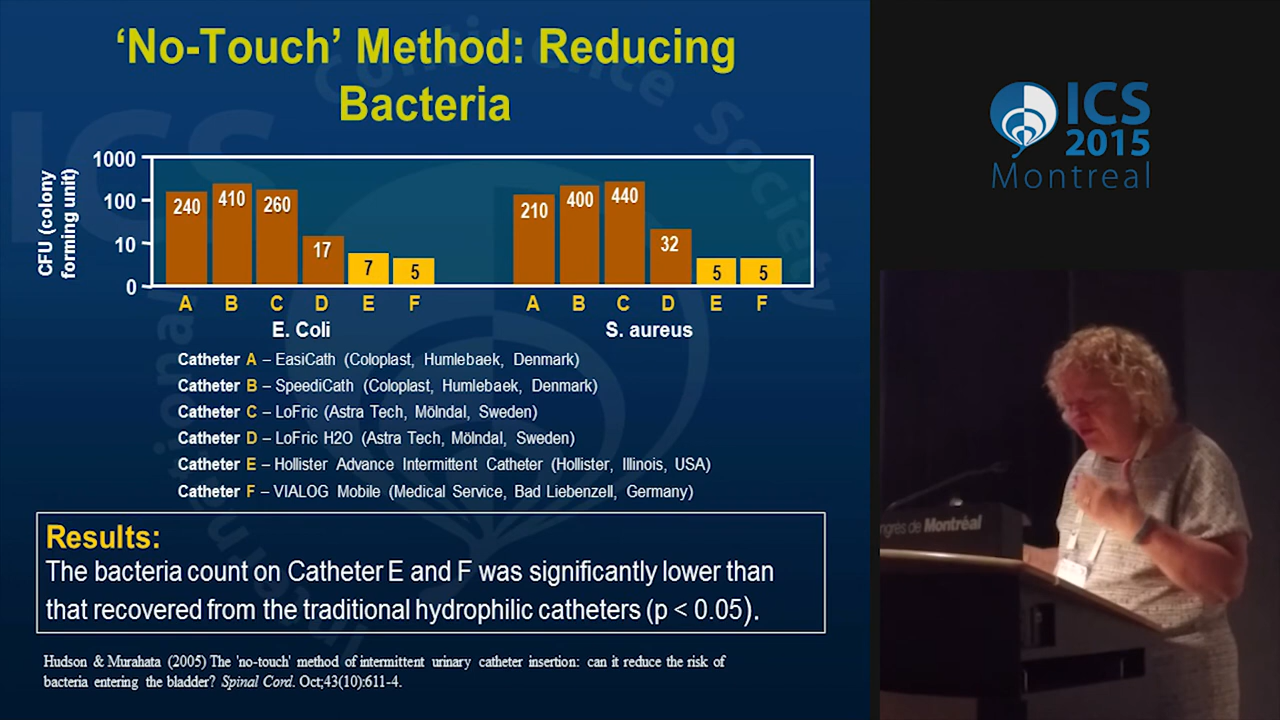 ‘No-Touch’ Method: Reducing
Bacteria
CFU (colony
forming unit)
1000
100
10
0
240
410
260
17
7
5
210
400
440
32
5
5
A B C D E F
A B C D E F
E. Coli
S. aureus
Catheter A – EasiCath (Coloplast, Humlebaek, Denmark)
Catheter B – SpeediCath (Coloplast, Humlebaek, Denmark)
Catheter C – LoFric (Astra Tech, Mölndal, Sweden)
Catheter D – LoFric H2O (Astra Tech, Mölndal, Sweden)
Catheter E – Hollister Advance Intermittent Catheter (Hollister, Illinois, USA)
Catheter F – VIALOG Mobile (Medical Service, Bad Liebenzell, Germany)
Results:
The bacteria count on Catheter E and F was significantly lower than
that recovered from the traditional hydrophilic catheters (p < 0.05).
Hudson & Murahata (2005) The 'no-touch' method of intermittent urinary catheter insertion: can it reduce the risk of
bacteria entering the bladder? Spinal Cord. Oct;43(10):611-4.
ICS
Continence Society
ICS
2015
Montreal
ngrès de Montréal